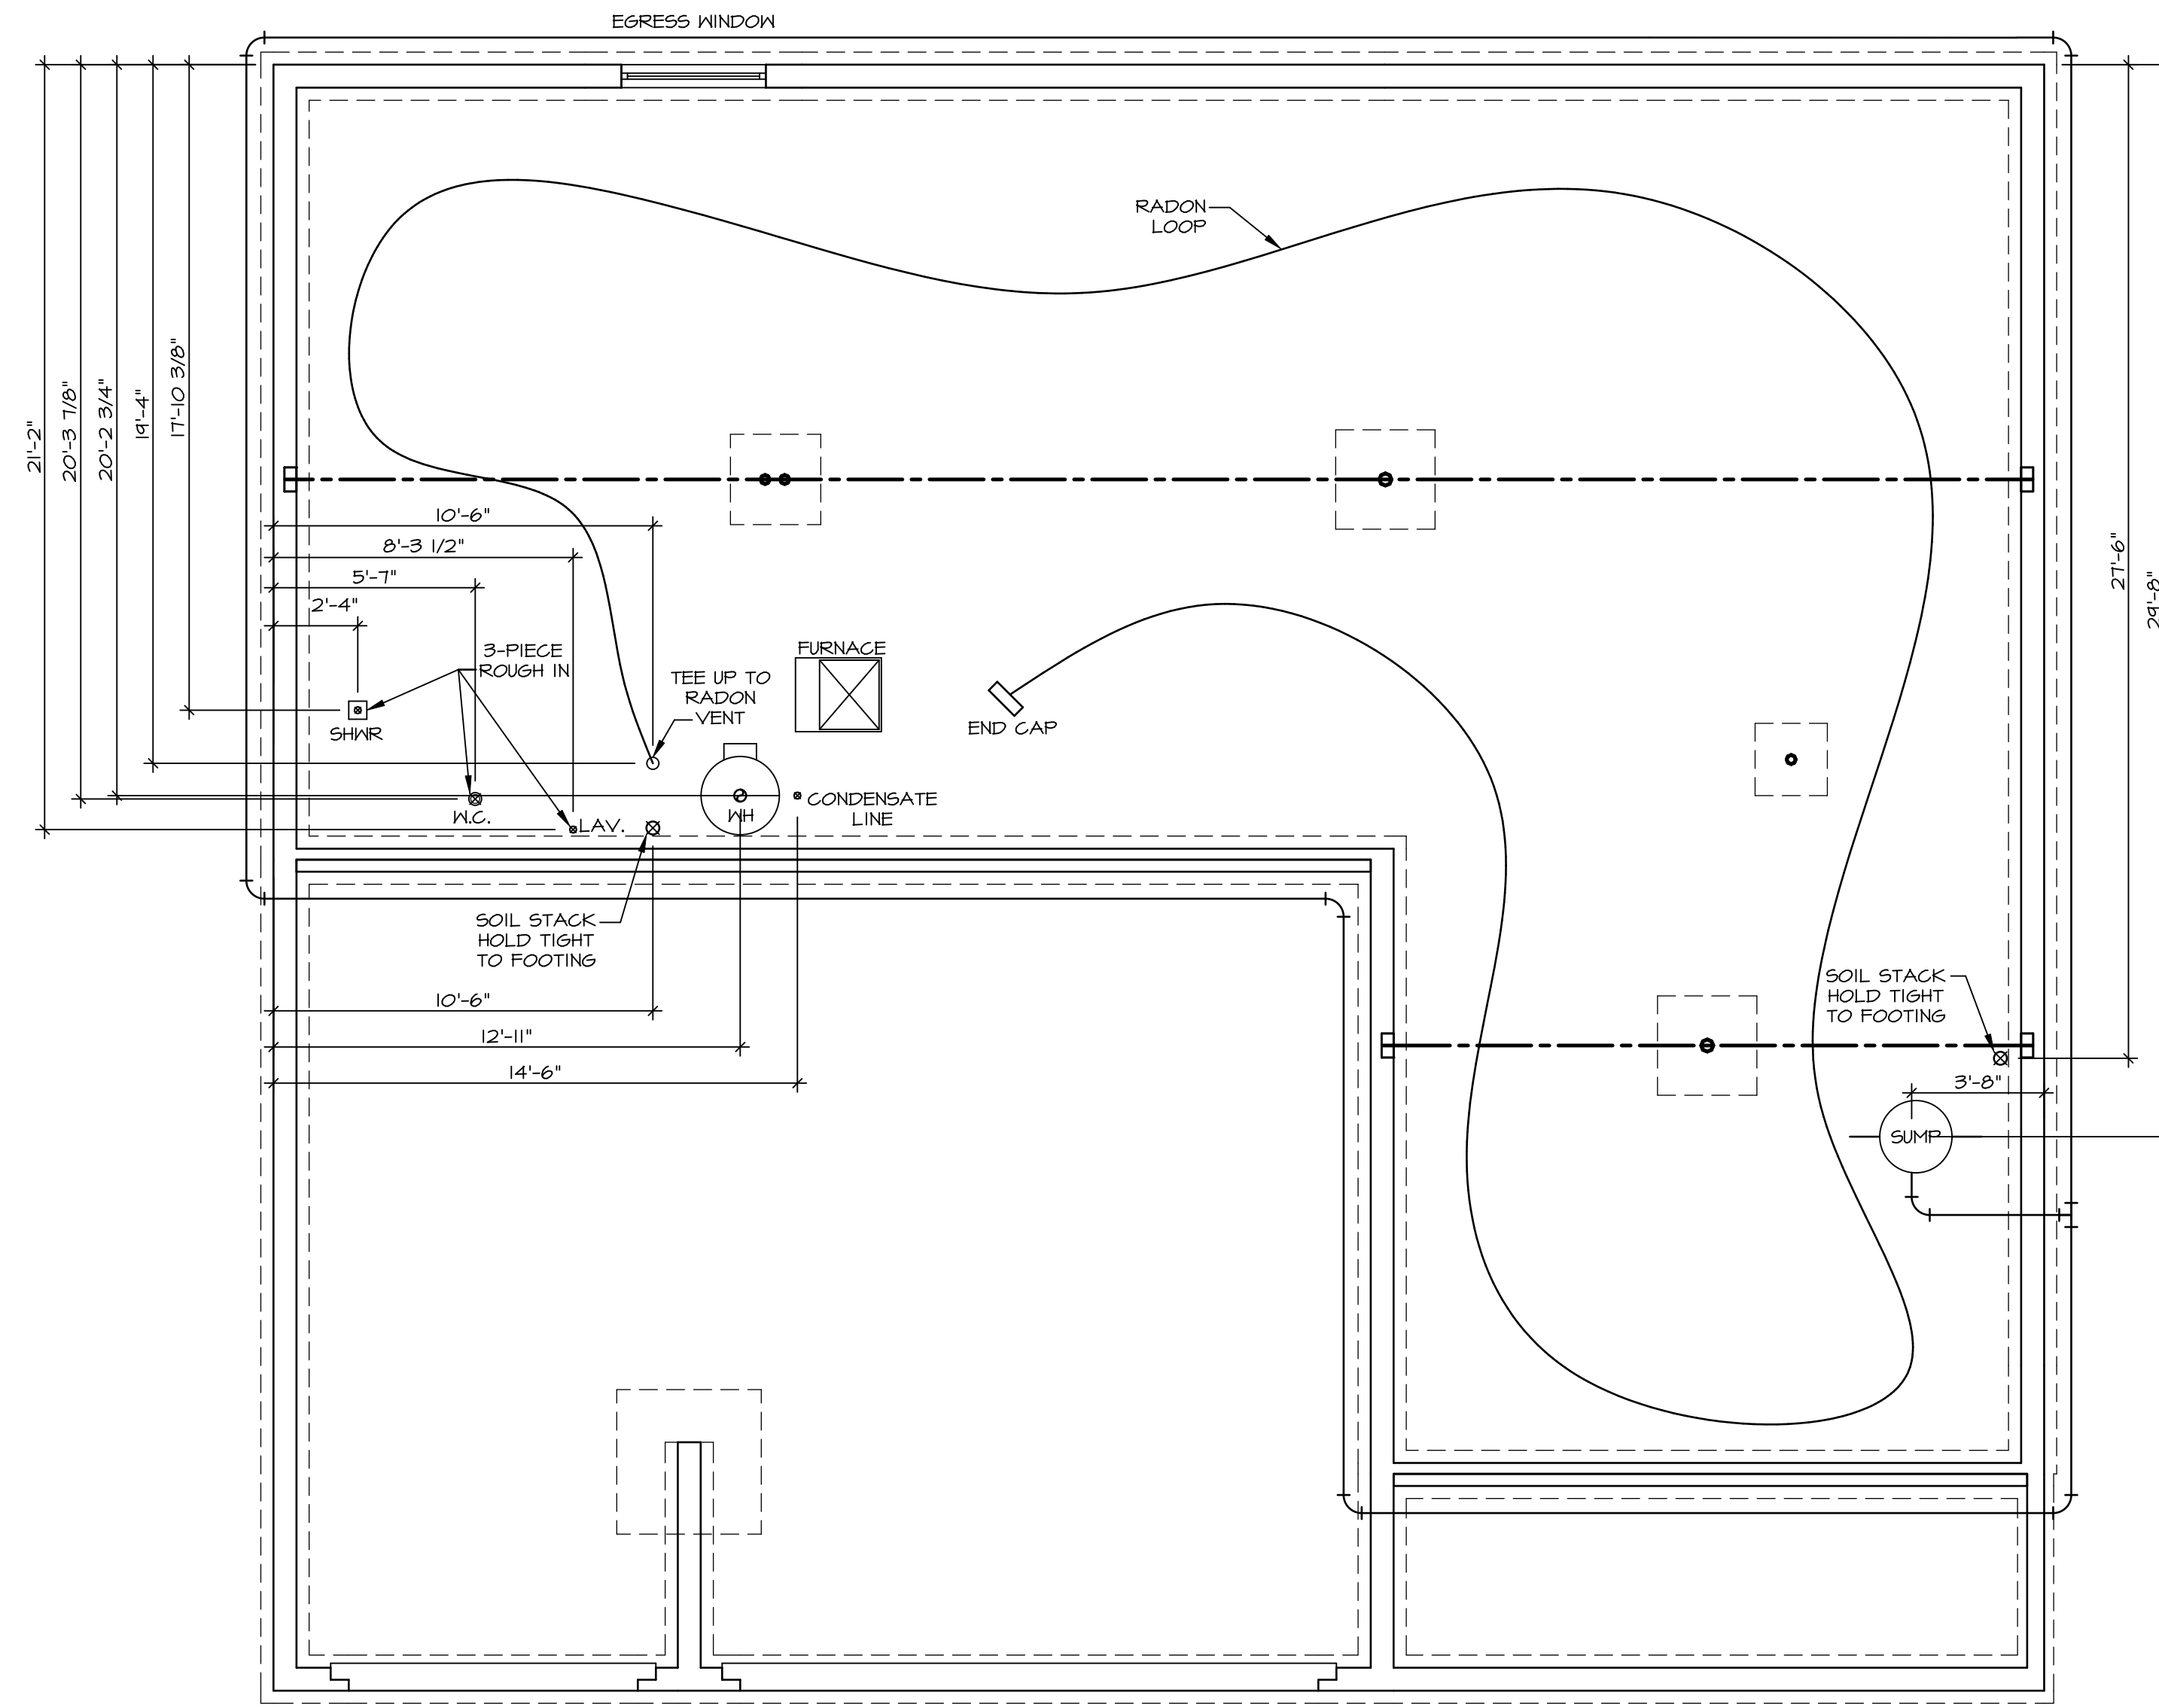 EGRESS WINDOW
RADON
LOOP
21'-2"
20'-3 7/8"
20'-2 3/4"
19'-4"
17'-10 3/8"
27'-6"
29'-8"
10'-6"
8'-3 1/2"
5'-7"
2'-4"
3-PIECE
ROUGH IN
FURNACE
TEE UP TO
RADON
VENT
END CAP
SHWR
W.C.
LAV.
WH
CONDENSATE
LINE
SOIL STACK
HOLD TIGHT
TO FOOTING
SOIL STACK
HOLD TIGHT
TO FOOTING
10'-6"
12'-11"
14'-6"
3'-8"
SUMP